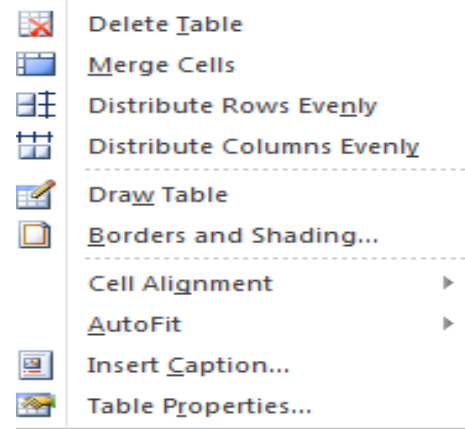 Delete Table
Merge Cells
Distribute Rows Evenly
Distribute Columns Evenly
Draw Table
Borders and Shading...
Cell Alignment
AutoFit
Insert Caption...
Table Properties...